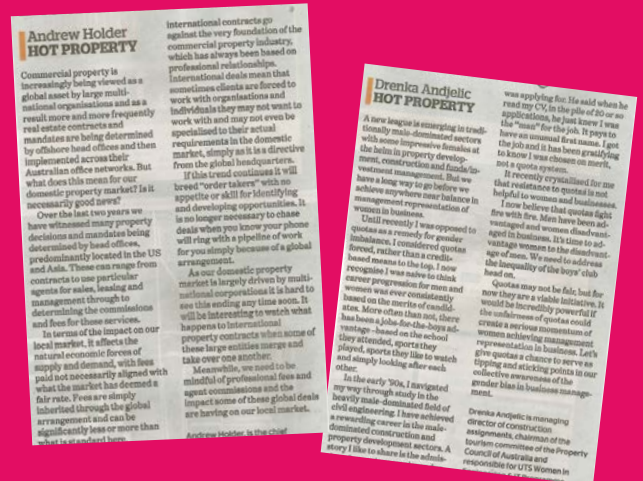 Andrew Holder
HOT PROPERTY
Commercial property is
increasingly being viewed as a
global asset by large multi-
national organisations and as a
result more and more frequently
real estate contracts and
mandates are being determined
by offshore head offices and then
implemented across their
Australian office networks. But
what does this mean for our
domestic property market? Is it
necessarily good news?
Over the last two years we
have witnessed many property
decisions and mandates being
determined by head offices,
predominantly located in the US
and Asia. These can range from
contracts to use particular
agents for sales, leasing and
management through to
determining the commissions
and fees for those services.
In terms of the impact on our
local market, it affects the
natural economic forces of
supply and demand, with fees
paid not necessarily aligned with
what the market has deemed a
fair rate. Fees are simply
inherited through the global
arrangement and can be
significantly less or more than
what is standard here.
international contracts go
against the very foundation of the
commercial property industry,
which has always been based on
professional relationships.
International deals mean that
sometimes clients are forced to
work with organisations and
individuals they may not want to
work with and may not even be
specialised to their actual
requirements in the domestic
market, simply as it is a directive
from the global headquarters.
If this trend continues it will
breed "order takers" with no
appetite or skill for identifying
and developing opportunities. It
is no longer necessary to chase
deals when you know your phone
will ring with a pipeline of work
for you simply because of a global
arrangement.
As our domestic property
market is largely driven by multi-
national corporations it is hard to
see this ending any time soon. It
will be interesting to watch what
happens to international
property contracts when some of
these large entities merge and
take over one another.
Meanwhile, we need to be
mindful of professional fees and
agent commissions and the
impact some of these global deals
are having on our local market.
Andrew Holder is the chief
Drenka Andjelic
HOT PROPERTY
A new league is emerging in tradi-
tionally male-dominated sectors
with some impressive females at
the helm in property develop-
ment, construction and funds/in-
vestment management. But we
have a long way to go before we
achieve anywhere near balance in
management representation of
women in business.
Until recently I was opposed to
quotas as a remedy for gender
imbalance. I considered quotas
forced, rather than a credit-
based means to the top. I now
recognise I was naive to think
career progression for men and
women was ever consistently
based on the merits of candid-
ates. More often than not, there
has been a jobs-for-the-boys ad-
vantage - based on the school
they attended, sports they
played, sports they like to watch
and simply looking after each
other.
In the early '90s, I navigated
my way through study in the
heavily male-dominated field of
civil engineering. I have achieved
a rewarding career in the male-
dominated construction and
property development sectors. A
story I like to share is the admis-
was applying for. He said when he
read my CV, in the pile of 20 or so
applications, he just knew I was
the "man" for the job. It pays to
have an unusual first name. I got
the job and it has been gratifying
to know I was chosen on merit,
not a quota system.
It recently crystallised for me
that resistance to quotas is not
helpful to women and businesses.
I now believe that quotas fight
fire with fire. Men have been ad-
vantaged and women disadvant-
aged in business. It's time to ad-
vantage women to the disadvant-
age of men. We need to address
the inequality of the boys' club
head on.
Quotas may not be fair, but for
now they are a viable initiative. It
would be incredibly powerful if
the unfairness of quotas could
create a serious momentum of
women achieving management
representation in business. Let's
give quotas a chance to serve as
tipping and sticking points in our
collective awareness of the
gender bias in business manage-
ment.
Drenka Andjelic is managing
director of construction
assignments, chairman of the
tourism committee of the Property
Council of Australia and
responsible for UTS Women in